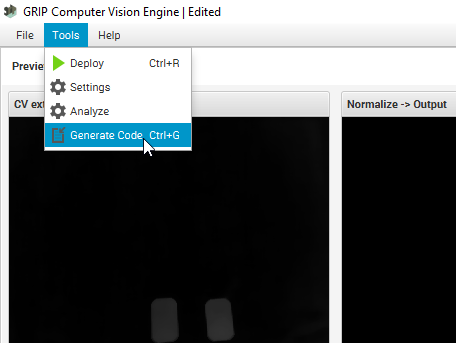 GRIP Computer Vision Engine | Edited
File Tools Help
Deploy Ctrl+R
Settings
Analyze
Generate Code Ctrl+G
Preview
CV ext
Normalize -> Output